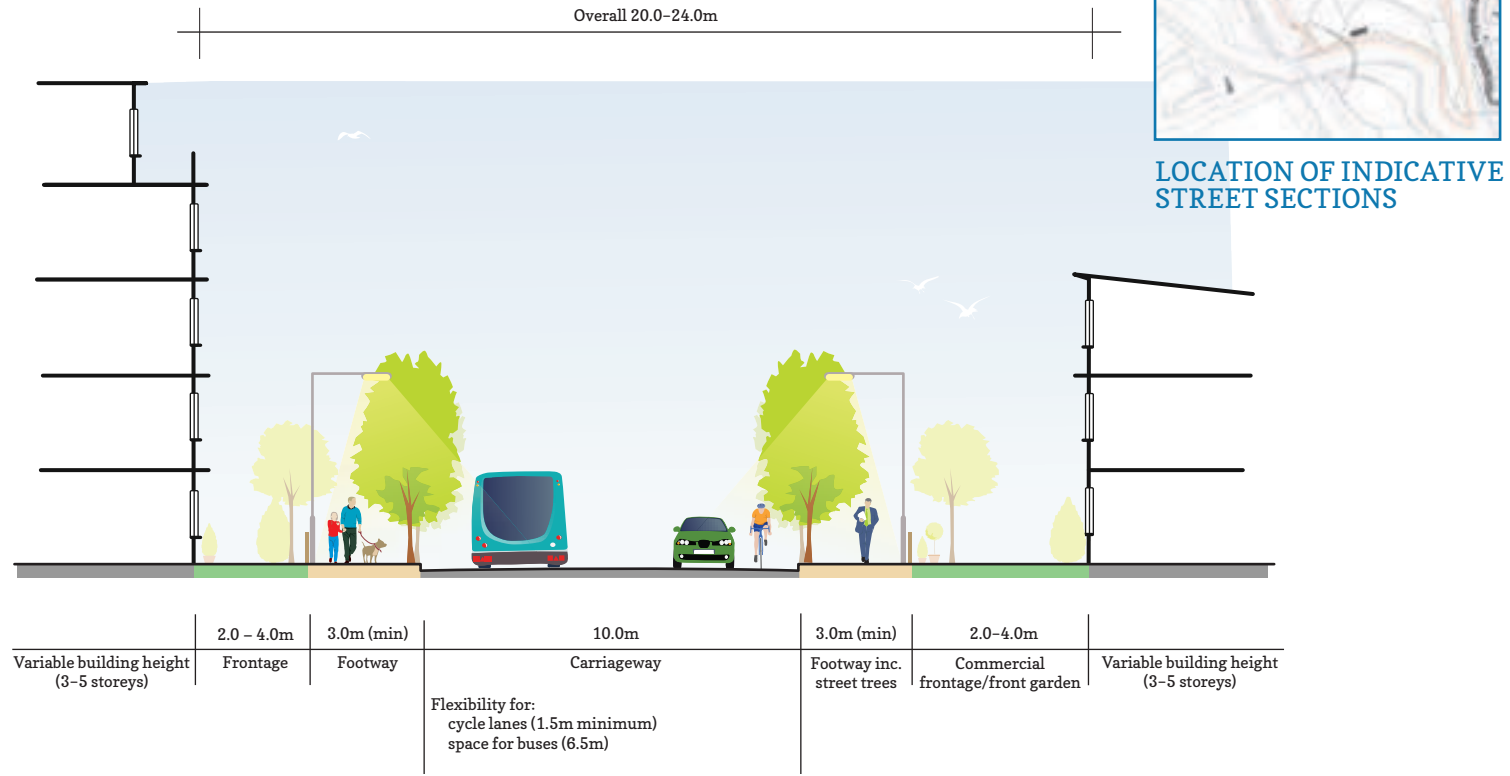 Overall 20.0–24.0m
LOCATION OF INDICATIVE
STREET SECTIONS
2.0 – 4.0m
3.0m (min)
10.0m
3.0m (min)
2.0–4.0m
Variable building height
(3–5 storeys)
Frontage
Footway
Carriageway
Footway inc.
street trees
Commercial
frontage/front garden
Variable building height
(3–5 storeys)
Flexibility for:
cycle lanes (1.5m minimum)
space for buses (6.5m)